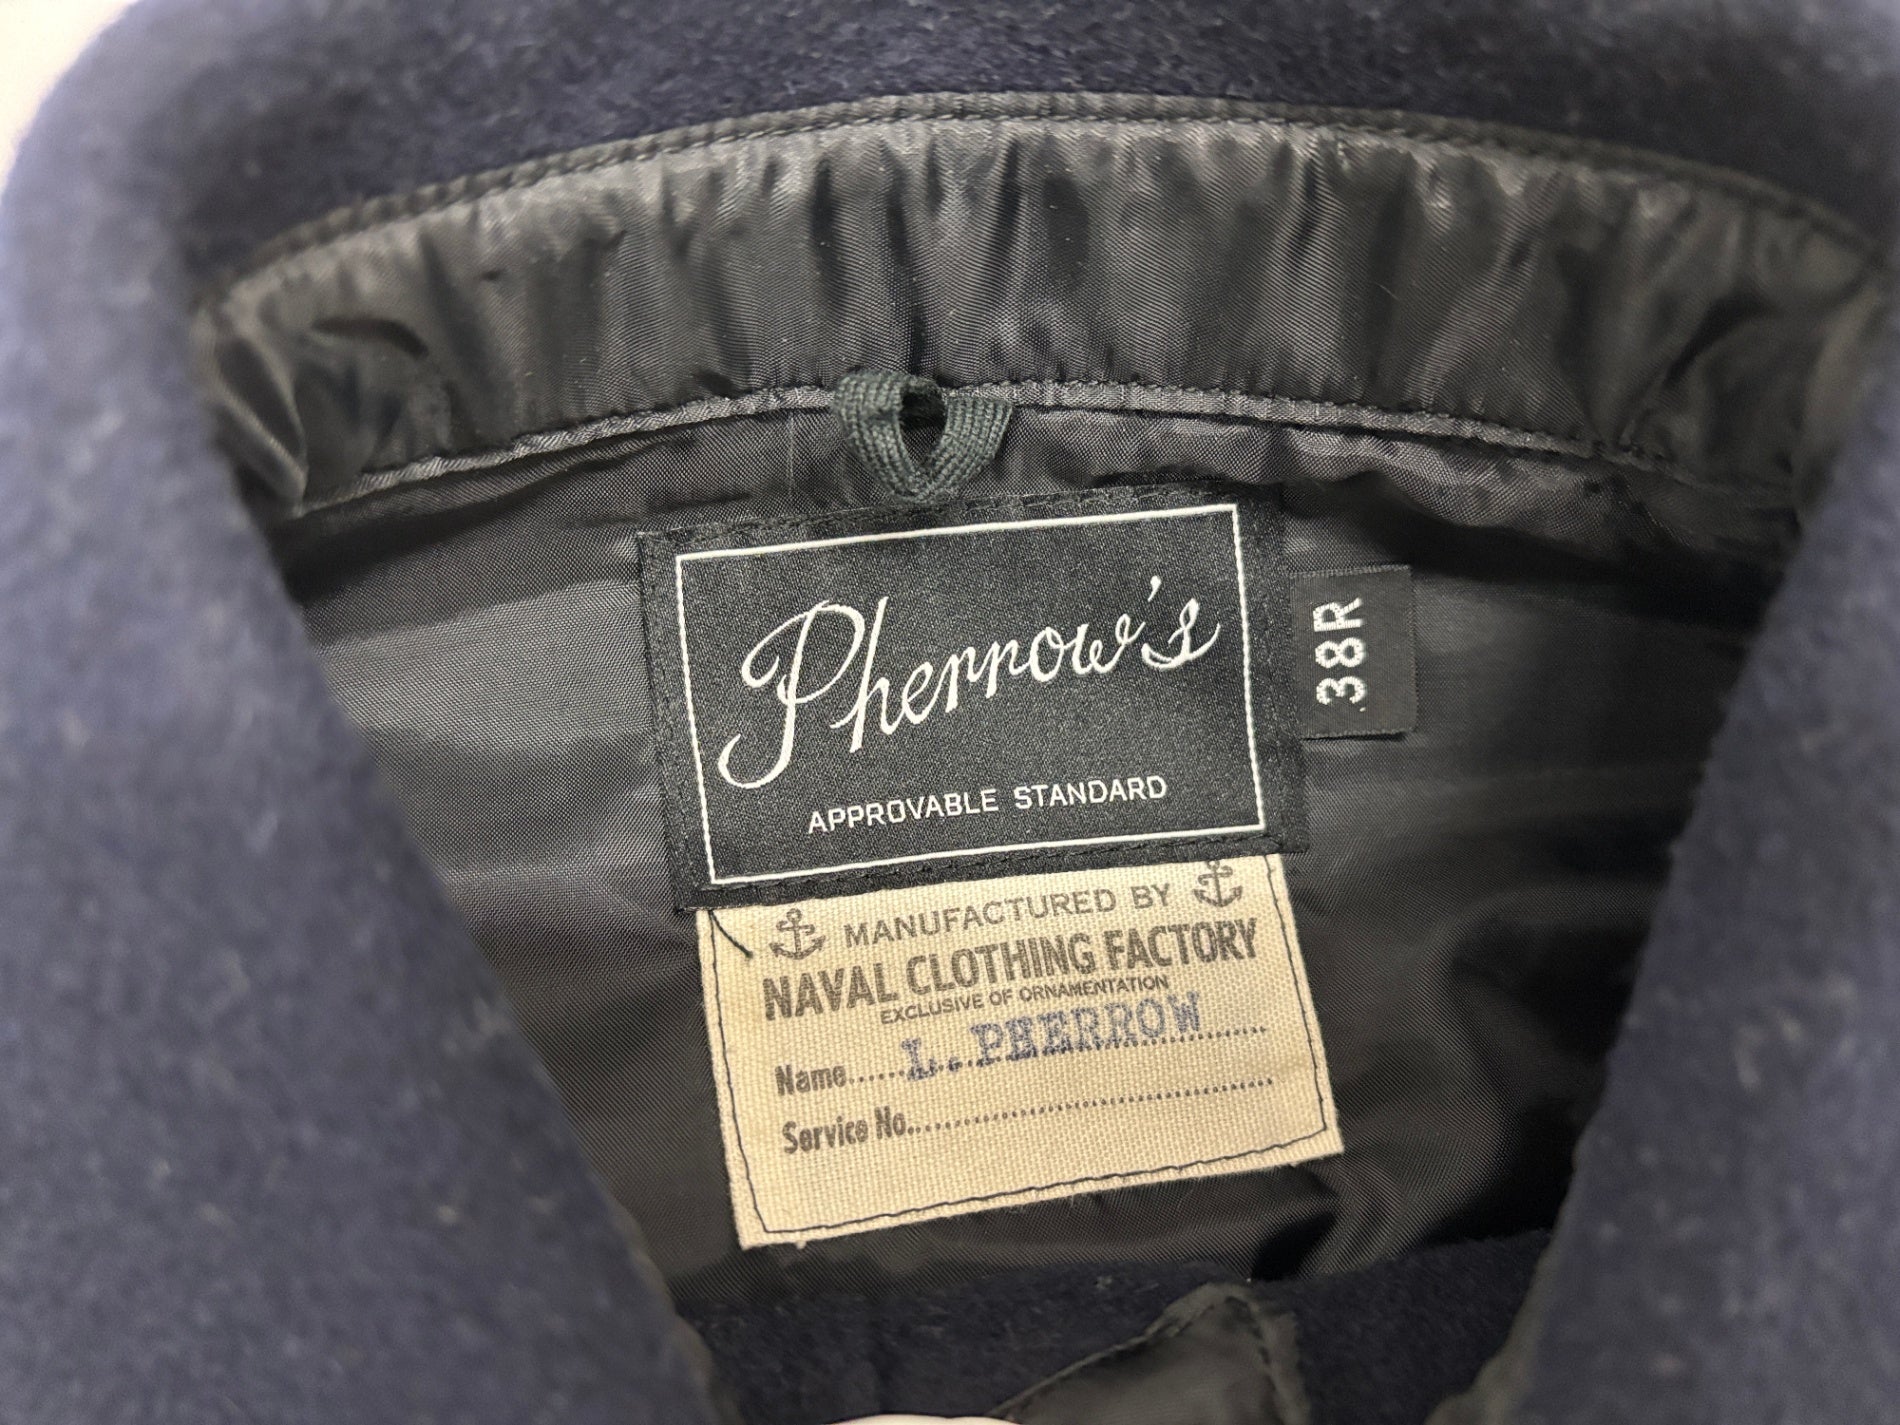 Pherrow's
APPROVABLE STANDARD
38R
MANUFACTURED BY
NAVAL CLOTHING FACTORY
EXCLUSIVE OF ORNAMENTATION
Name......L. PHERROW......
Service No..............................